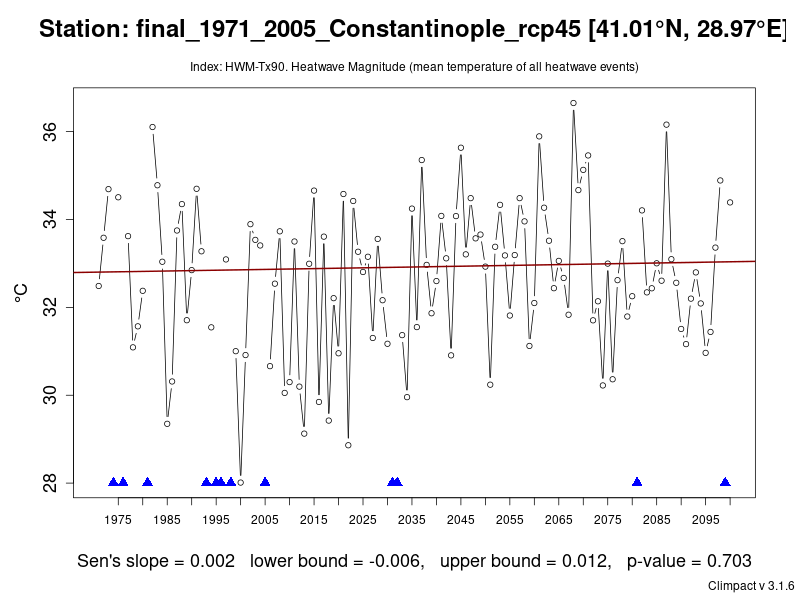 Station: final_1971_2005_Constantinople_rcp45 [41.01°N, 28.97°E]
Index: HWM-Tx90. Heatwave Magnitude (mean temperature of all heatwave events)
36
34
32
30
28
°C
1975 1985 1995 2005 2015 2025 2035 2045 2055 2065 2075 2085 2095
Sen's slope = 0.002 lower bound = -0.006, upper bound = 0.012, p-value = 0.703
Climpact v 3.1.6